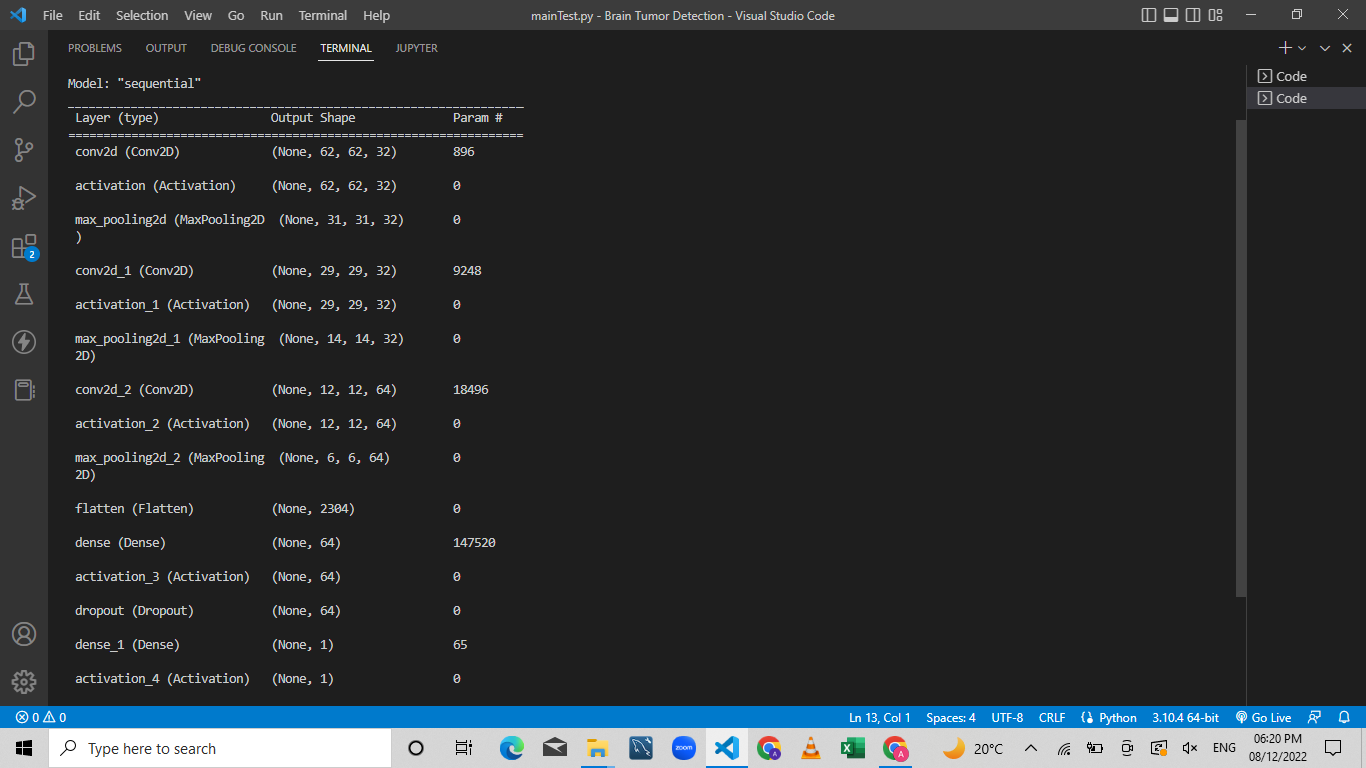 File Edit Selection View Go Run Terminal Help mainTest.py - Brain Tumor Detection - Visual Studio Code
PROBLEMS OUTPUT DEBUG CONSOLE TERMINAL JUPYTER
Code
Code
Model: "sequential"
_________________________________________________________________
Layer (type) Output Shape Param #
=================================================================
conv2d (Conv2D) (None, 62, 62, 32) 896
activation (Activation) (None, 62, 62, 32) 0
max_pooling2d (MaxPooling2D (None, 31, 31, 32) 0
)
conv2d_1 (Conv2D) (None, 29, 29, 32) 9248
activation_1 (Activation) (None, 29, 29, 32) 0
max_pooling2d_1 (MaxPooling (None, 14, 14, 32) 0
2D)
conv2d_2 (Conv2D) (None, 12, 12, 64) 18496
activation_2 (Activation) (None, 12, 12, 64) 0
max_pooling2d_2 (MaxPooling (None, 6, 6, 64) 0
2D)
flatten (Flatten) (None, 2304) 0
dense (Dense) (None, 64) 147520
activation_3 (Activation) (None, 64) 0
dropout (Dropout) (None, 64) 0
dense_1 (Dense) (None, 1) 65
activation_4 (Activation) (None, 1) 0
2
0 0 Ln 13, Col 1 Spaces: 4 UTF-8 CRLF Python 3.10.4 64-bit Go Live
Type here to search zoom A A 20°C ENG 06:20 PM
08/12/2022